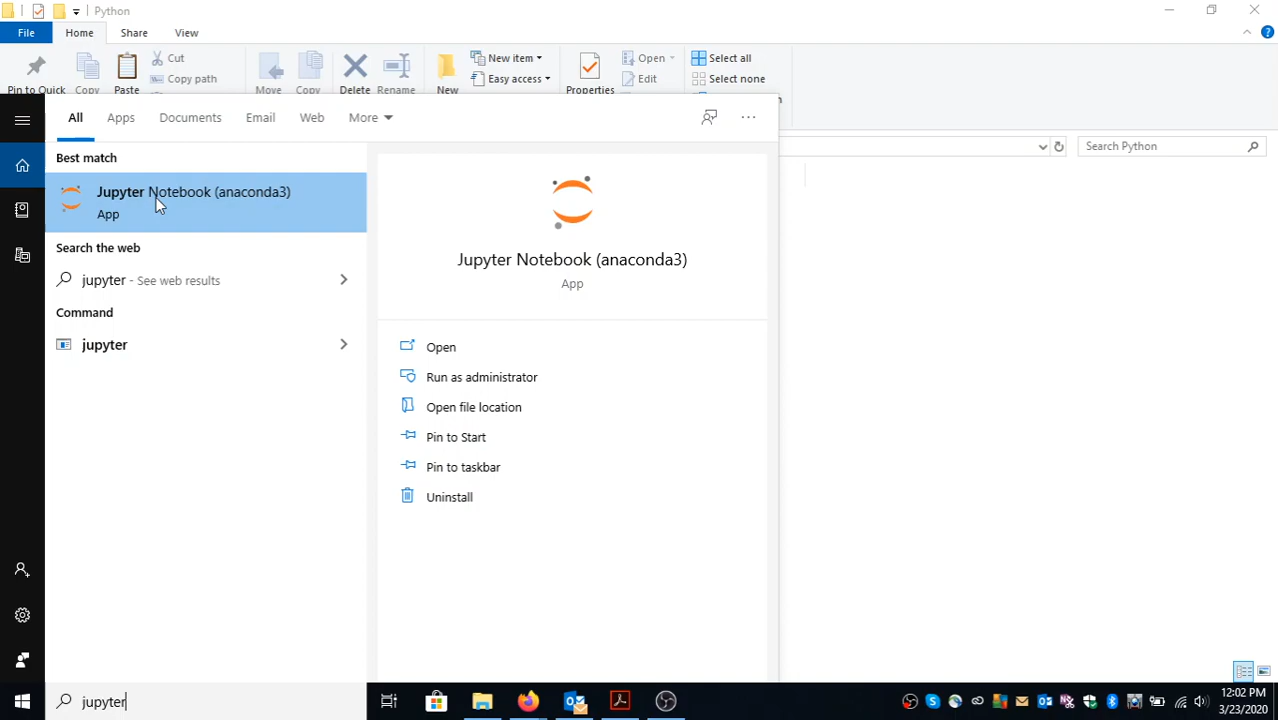 Python
File
Home
Share
View
Cut
Copy path
New item
Easy access
Open
Edit
Select all
Select none
Pin to Quick
Copy
Paste
Move
Copy
Delete
Rename
New
Properties
All
Apps
Documents
Email
Web
More
Search Python
Best match
Jupyter Notebook (anaconda3)
App
Search the web
jupyter - See web results
Command
jupyter
Jupyter Notebook (anaconda3)
App
Open
Run as administrator
Open file location
Pin to Start
Pin to taskbar
Uninstall
jupyter
12:02 PM
3/23/2020